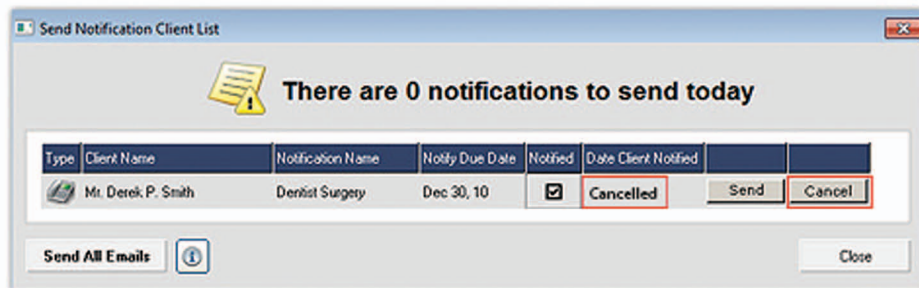 Send Notification Client List
There are 0 notifications to send today
Type Client Name Notification Name Notify Due Date Notified Date Client Notified
Mr. Derek P. Smith Dentist Surgery Dec 30, 10 Cancelled Send Cancel
Send All Emails Close